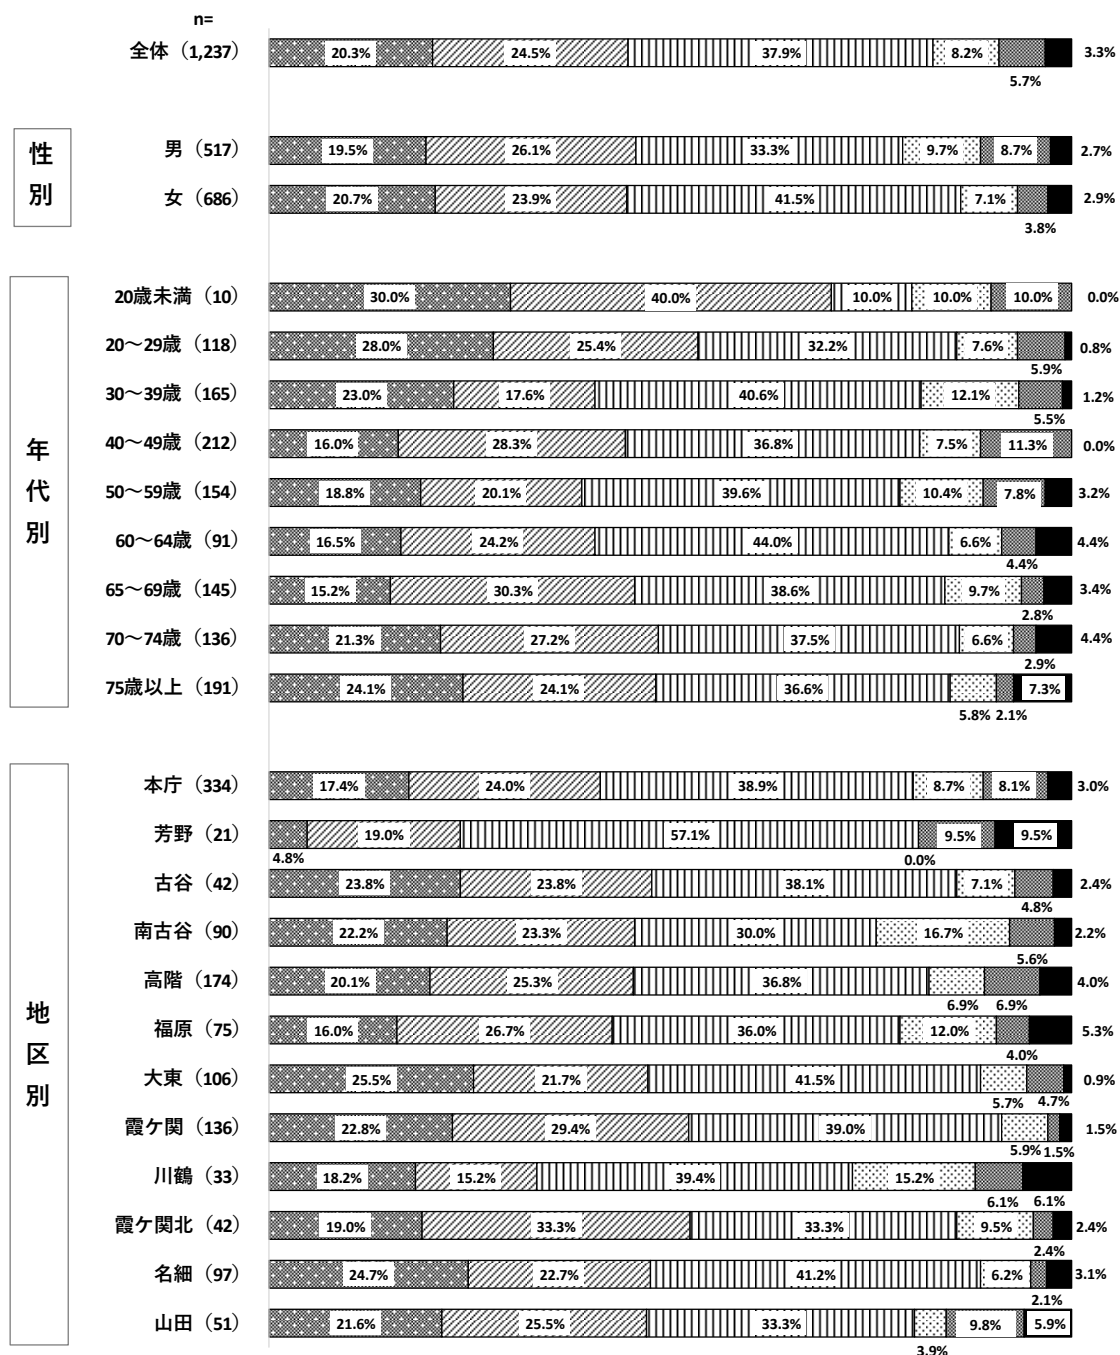 n=
全体（1,237） 20.3% 24.5% 37.9% 8.2% 3.3%
5.7%
性別
男（517） 19.5% 26.1% 33.3% 9.7% 8.7% 2.7%
女（686） 20.7% 23.9% 41.5% 7.1% 2.9%
3.8%
年代別
20歳未満（10） 30.0% 40.0% 10.0% 10.0% 10.0% 0.0%
20～29歳（118） 28.0% 25.4% 32.2% 7.6% 0.8%
5.9%
30～39歳（165） 23.0% 17.6% 40.6% 12.1% 1.2%
5.5%
40～49歳（212） 16.0% 28.3% 36.8% 7.5% 11.3% 0.0%
50～59歳（154） 18.8% 20.1% 39.6% 10.4% 7.8% 3.2%
60～64歳（91） 16.5% 24.2% 44.0% 6.6% 4.4%
4.4%
65～69歳（145） 15.2% 30.3% 38.6% 9.7% 3.4%
2.8%
70～74歳（136） 21.3% 27.2% 37.5% 6.6% 4.4%
2.9%
75歳以上（191） 24.1% 24.1% 36.6% 7.3%
5.8% 2.1%
地区別
本庁（334） 17.4% 24.0% 38.9% 8.7% 8.1% 3.0%
芳野（21） 19.0% 57.1% 9.5% 9.5%
4.8% 0.0%
古谷（42） 23.8% 23.8% 38.1% 7.1% 2.4%
4.8%
南古谷（90） 22.2% 23.3% 30.0% 16.7% 2.2%
5.6%
高階（174） 20.1% 25.3% 36.8% 4.0%
6.9% 6.9%
福原（75） 16.0% 26.7% 36.0% 12.0% 5.3%
4.0%
大東（106） 25.5% 21.7% 41.5% 0.9%
5.7% 4.7%
霞ケ関（136） 22.8% 29.4% 39.0% 1.5%
5.9% 1.5%
川鶴（33） 18.2% 15.2% 39.4% 15.2%
6.1% 6.1%
霞ケ関北（42） 19.0% 33.3% 33.3% 9.5% 2.4%
2.4%
名細（97） 24.7% 22.7% 41.2% 6.2% 3.1%
2.1%
山田（51） 21.6% 25.5% 33.3% 9.8% 5.9%
3.9%